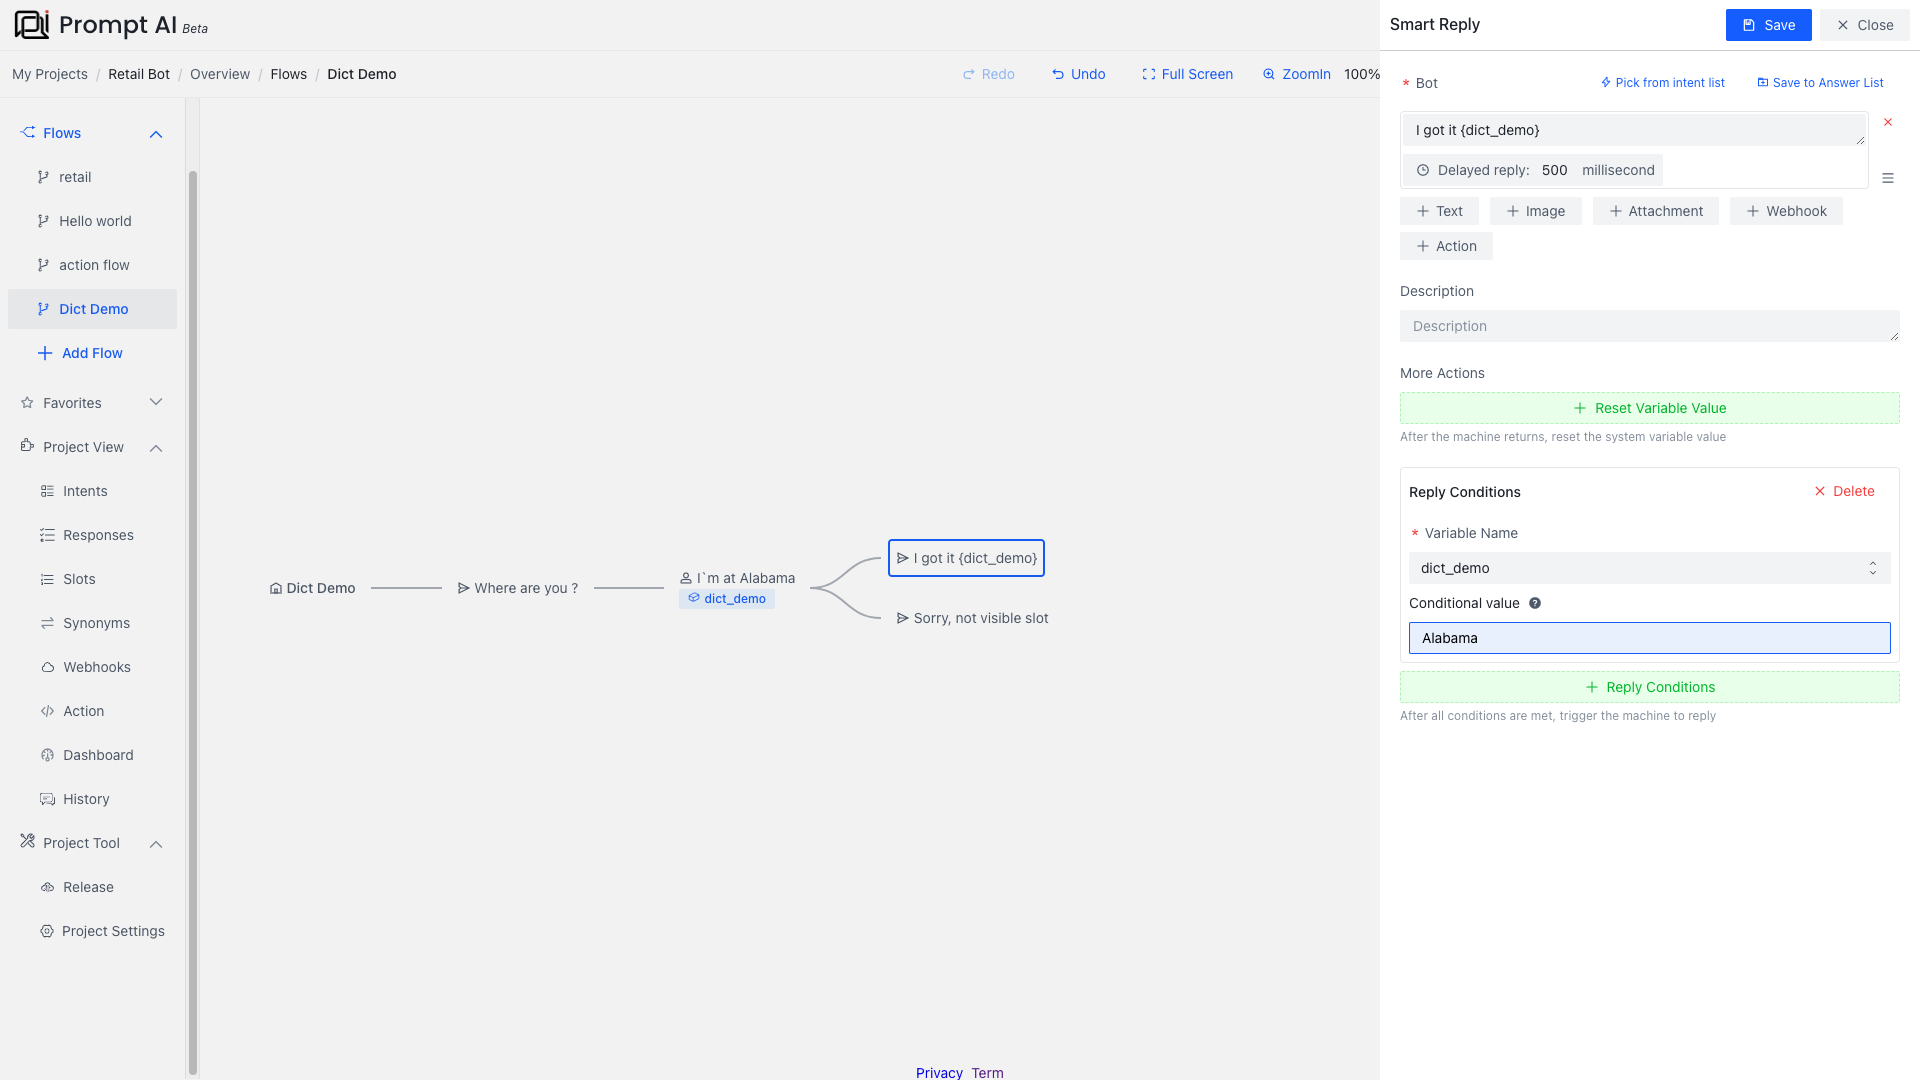 Prompt AI Beta
My Projects / Retail Bot / Overview / Flows / Dict Demo
Redo Undo Full Screen ZoomIn 100%
Flows
retail
Hello world
action flow
Dict Demo
Add Flow
Favorites
Project View
Intents
Responses
Slots
Synonyms
Webhooks
Action
Dashboard
History
Project Tool
Release
Project Settings
Dict Demo
Where are you ?
I`m at Alabama
dict_demo
I got it {dict_demo}
Sorry, not visible slot
Privacy Term
Smart Reply
Save Close
* Bot
Pick from intent list Save to Answer List
I got it {dict_demo}
Delayed reply: 500 millisecond
Text Image Attachment Webhook
Action
Description
Description
More Actions
Reset Variable Value
After the machine returns, reset the system variable value
Reply Conditions Delete
* Variable Name
dict_demo
Conditional value ?
Alabama
Reply Conditions
After all conditions are met, trigger the machine to reply